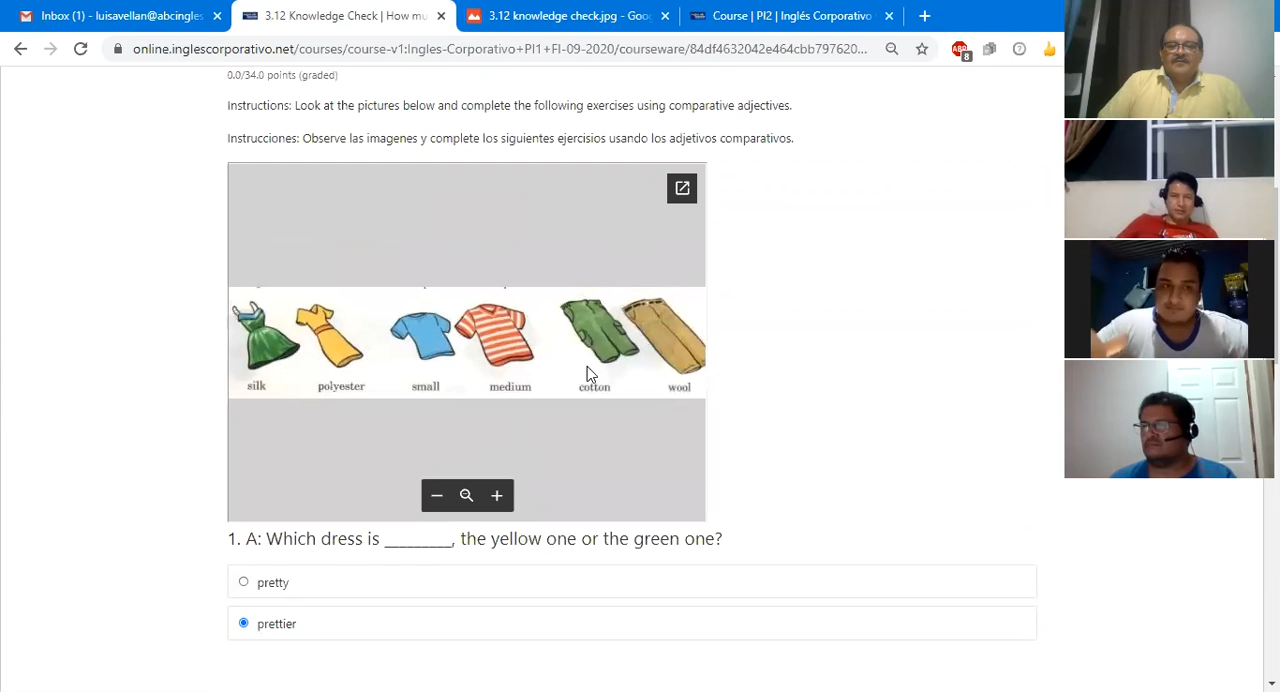 Inbox (1) - luisavellan@abcingles
3.12 Knowledge Check | How mu
3.12 knowledge check.jpg - Goo
Course | PI2 | Inglés Corporativo
online.inglescorporativo.net/courses/course-v1:Ingles-Corporativo+PI1+FI-09-2020/courseware/84df4632042e464cbb797620...
ABP
8
0.0/34.0 points (graded)
Instructions: Look at the pictures below and complete the following exercises using comparative adjectives.
Instrucciones: Observe las imagenes y complete los siguientes ejercisios usando los adjetivos comparativos.
silk polyester small medium cotton wool
1. A: Which dress is _________, the yellow one or the green one?
pretty
prettier